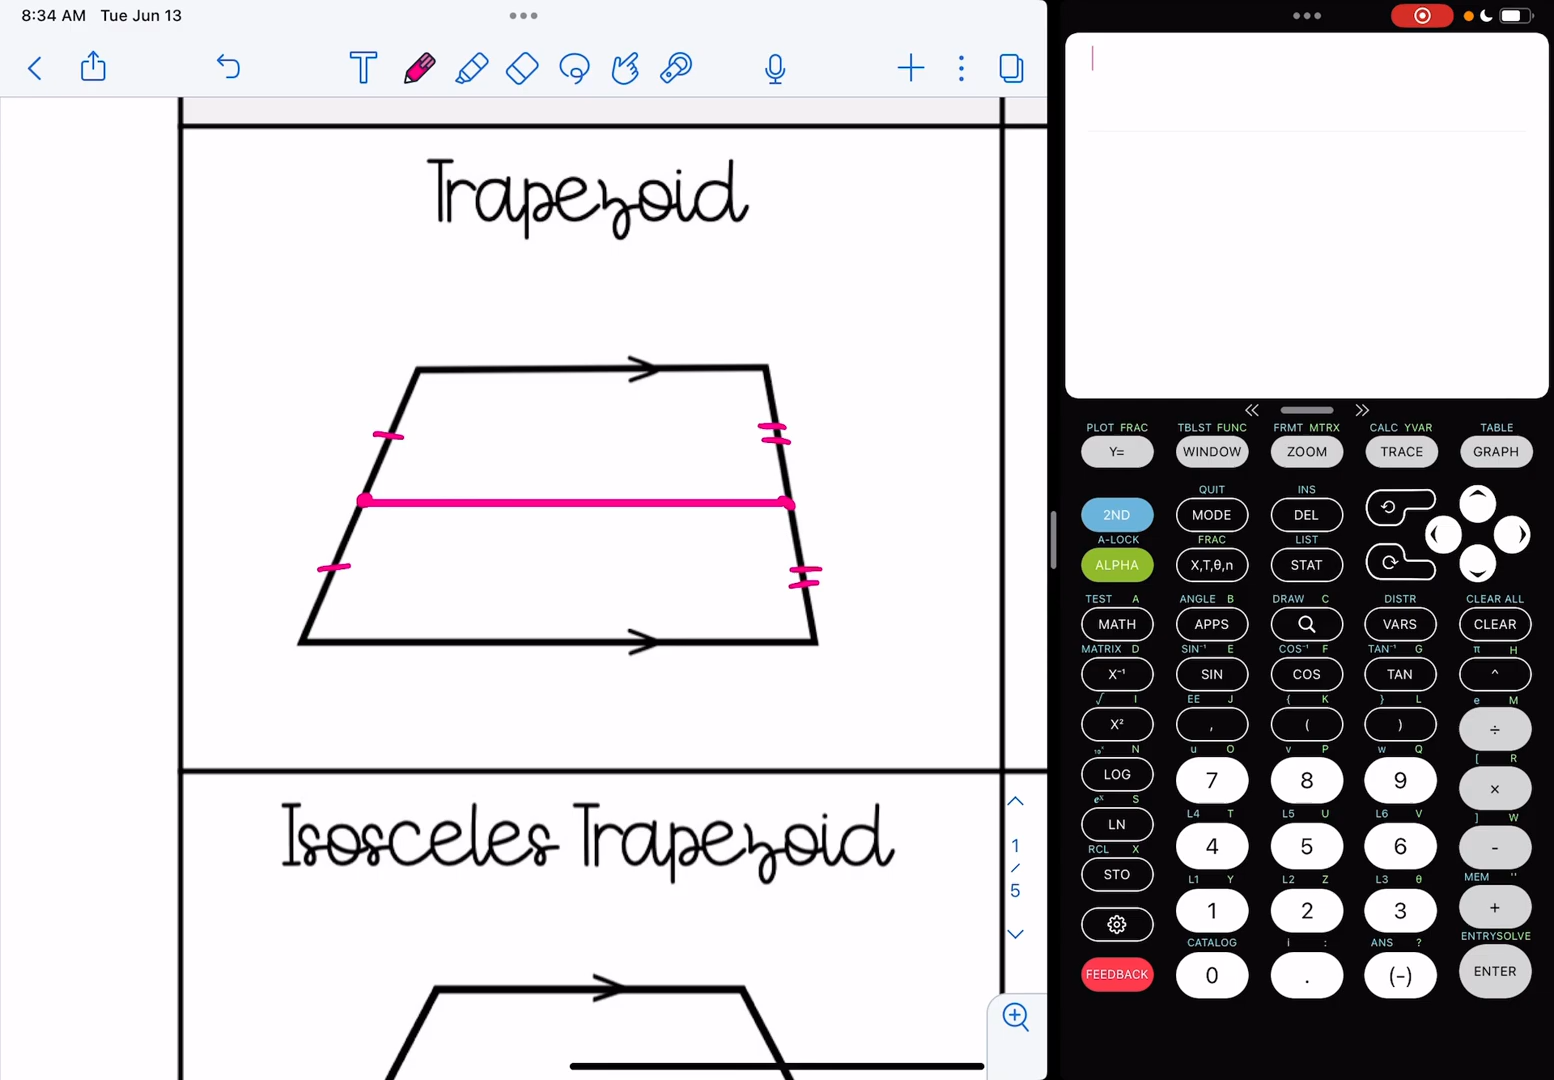 8:34 AM Tue Jun 13
Trapezoid
Isosceles Trapezoid
1
/
5
PLOT FRAC TBLST FUNC FRMT MTRX CALC YVAR TABLE
Y= WINDOW ZOOM TRACE GRAPH
QUIT INS
2ND MODE DEL
A-LOCK FRAC LIST
ALPHA X,T,θ,n STAT
TEST A ANGLE B DRAW C DISTR CLEAR ALL
MATH APPS VARS CLEAR
MATRIX D SIN⁻¹ E COS⁻¹ F TAN⁻¹ G π H
X⁻¹ SIN COS TAN ^
√ I EE J { K } L e M
X² , ( ) ÷
10ˣ N u O v P w Q [ R
LOG 7 8 9 ×
eˣ S L4 T L5 U L6 V ] W
LN 4 5 6 -
RCL X L1 Y L2 Z L3 θ MEM "
STO 1 2 3 +
CATALOG i : ANS ? ENTRY SOLVE
FEEDBACK 0 . (-) ENTER